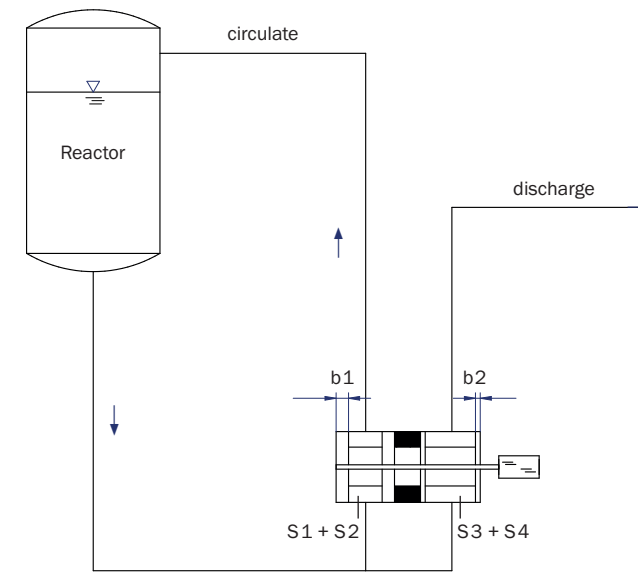 circulate
Reactor
discharge
b1
b2
S1 + S2
S3 + S4